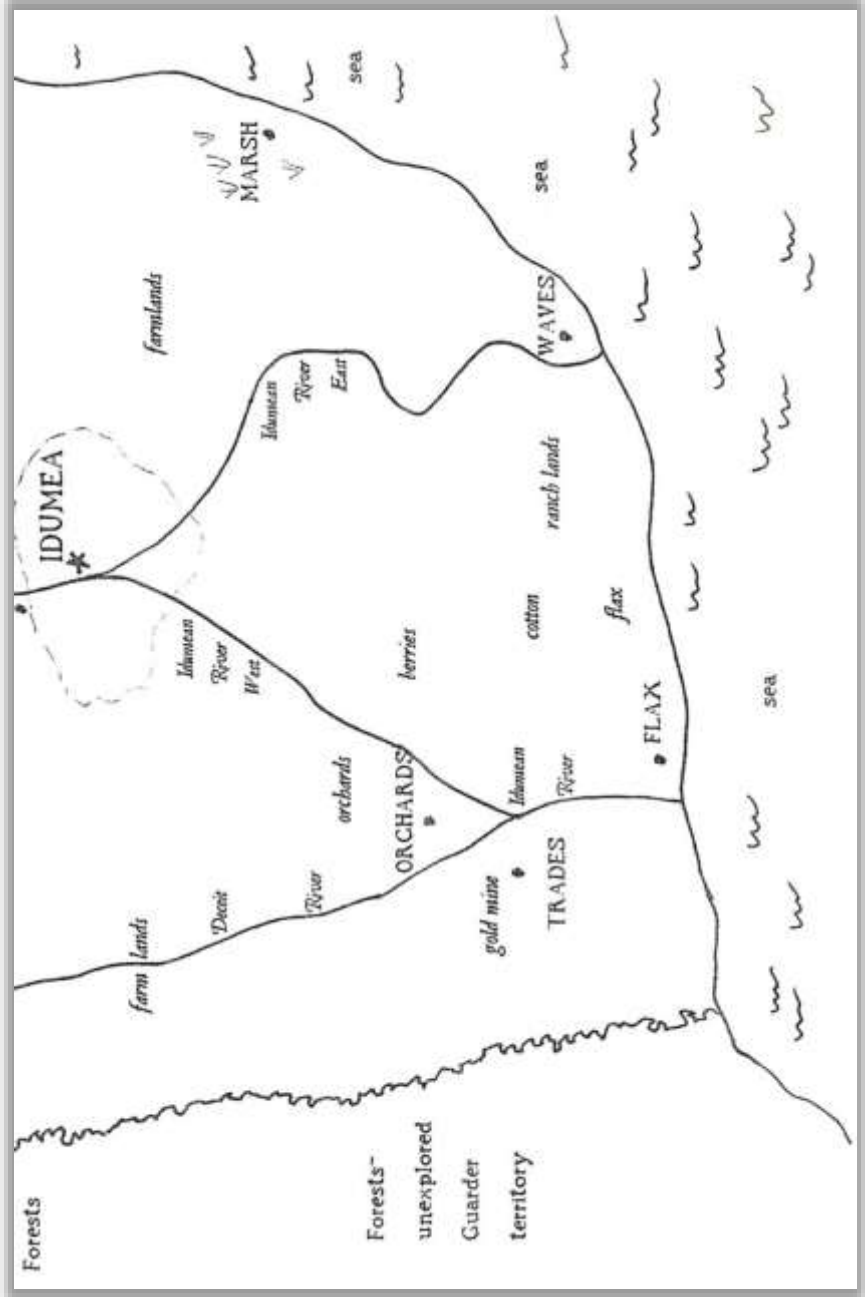 IDUMEA
sea
MARSH
farmlands
Idumean
River
East
Idumean
River
West
farm lands
Deceit
River
orchards
ORCHARDS
berries
sea
WAVES
ranch lands
cotton
flax
Idumean
River
FLAX
gold mine
TRADES
sea
Forests
Forests-
unexplored
Guarder
territory